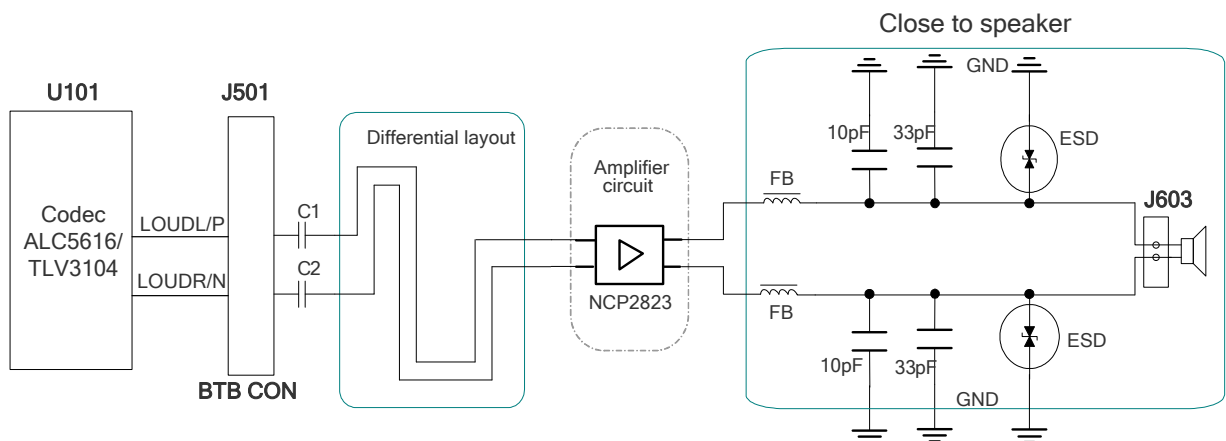 Close to speaker
U101
J501
GND
Differential layout
10pF
33pF
ESD
Amplifier
circuit
FB
J603
C1
Codec
ALC5616/
TLV3104
LOUDL/P
C2
LOUDR/N
NCP2823
FB
10pF
33pF
ESD
BTB CON
GND